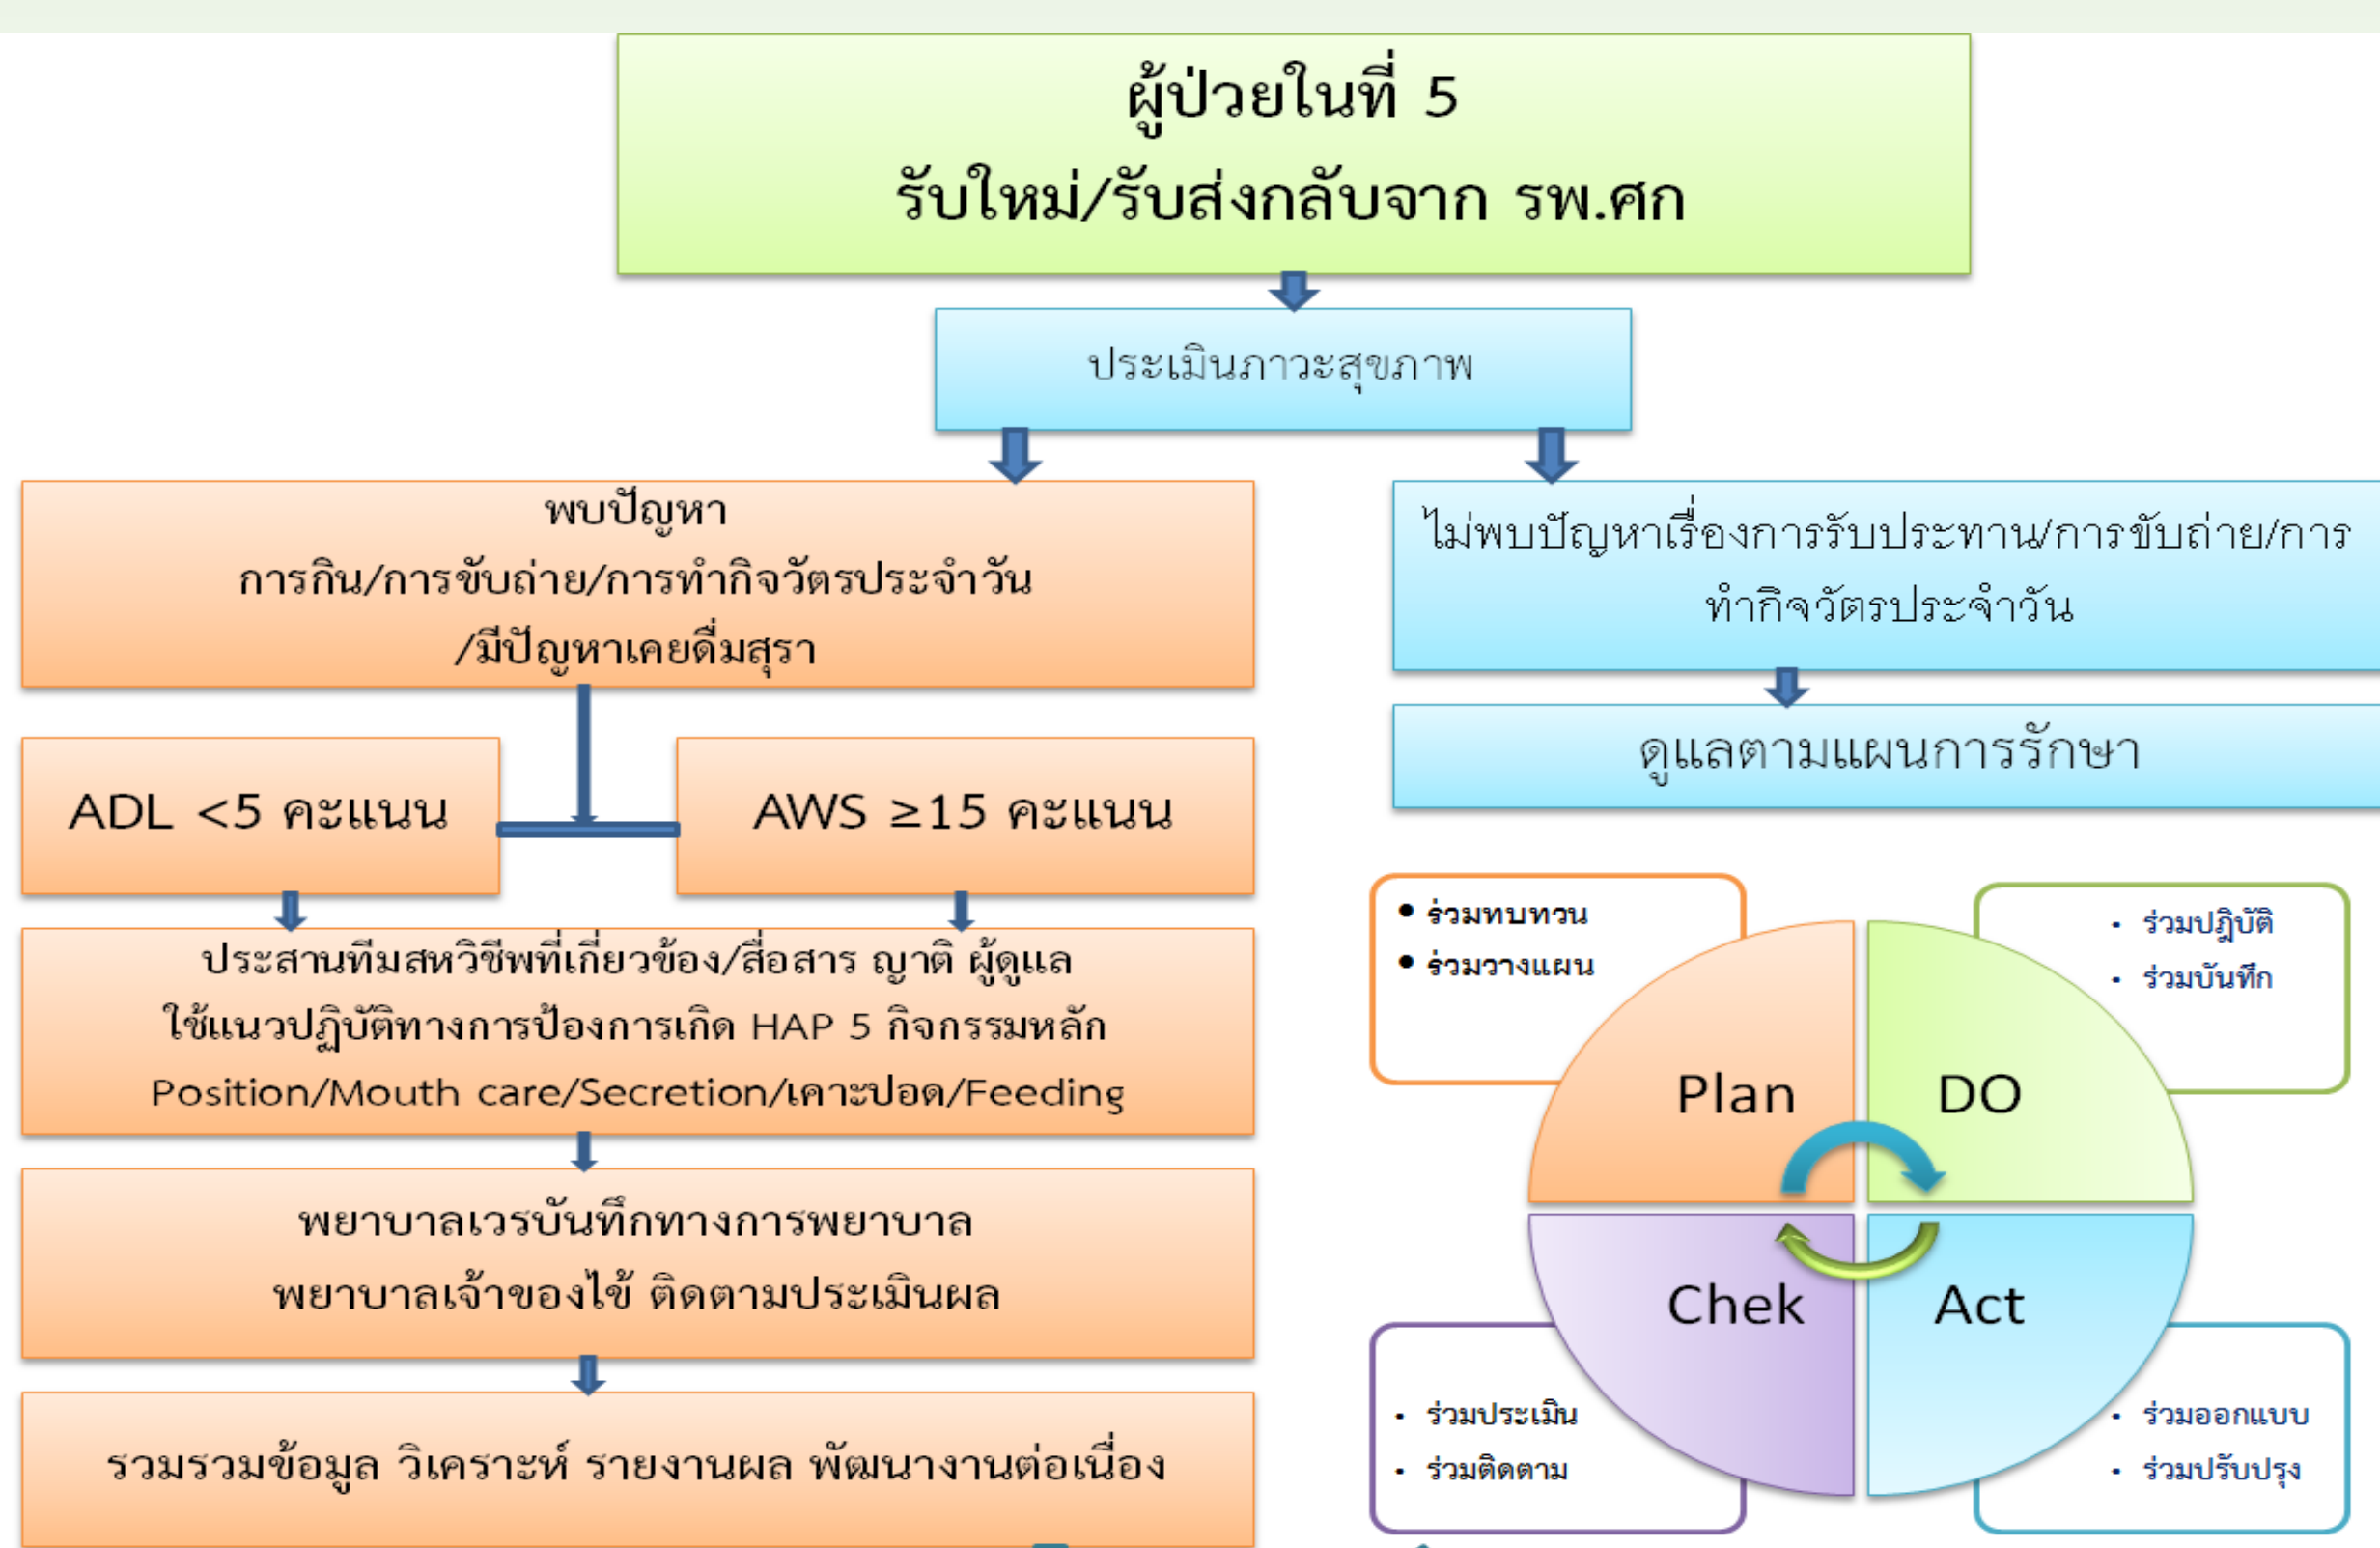 ผู้ป่วยในที่ 5
รับใหม่/รับส่งกลับจาก รพ.ศก
ประเมินภาวะสุขภาพ
พบปัญหา
การกิน/การขับถ่าย/การทำกิจวัตรประจำวัน
/มีปัญหาเคยดื่มสุรา
ไม่พบปัญหาเรื่องการรับประทาน/การขับถ่าย/การ
ทำกิจวัตรประจำวัน
ดูแลตามแผนการรักษา
ADL <5 คะแนน
AWS ≥15 คะแนน
ประสานทีมสหวิชีพที่เกี่ยวข้อง/สื่อสาร ญาติ ผู้ดูแล
ใช้แนวปฏิบัติทางการป้องการเกิด HAP 5 กิจกรรมหลัก
Position/Mouth care/Secretion/เคาะปอด/Feeding
พยาบาลเวรบันทึกทางการพยาบาล
พยาบาลเจ้าของไข้ ติดตามประเมินผล
รวมรวมข้อมูล วิเคราะห์ รายงานผล พัฒนางานต่อเนื่อง
• ร่วมทบทวน
• ร่วมวางแผน
• ร่วมปฎิบัติ
• ร่วมบันทึก
Plan
DO
Chek
Act
• ร่วมประเมิน
• ร่วมติดตาม
• ร่วมออกแบบ
• ร่วมปรับปรุง